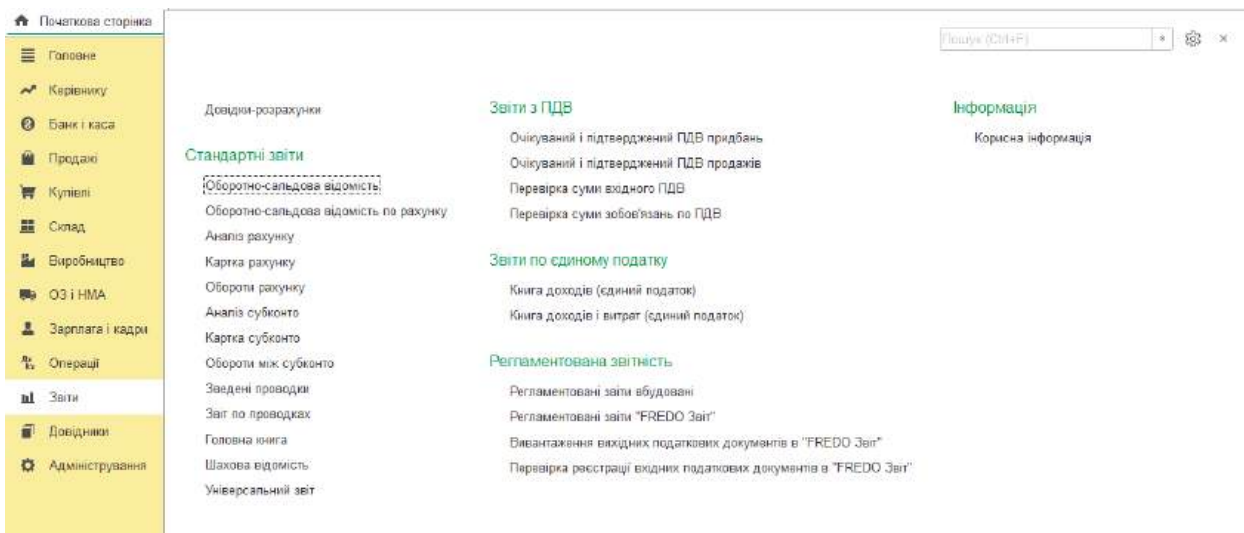 Початкова сторінка
Головне
Керівнику
Банк і каса
Продажі
Купівлі
Склад
Виробництво
ОЗ і НМА
Зарплата і кадри
Операції
Звіти
Довідники
Адміністрування
Пошук (Ctrl+F)
Довідки-розрахунки
Стандартні звіти
Оборотно-сальдова відомість
Оборотно-сальдова відомість по рахунку
Аналіз рахунку
Картка рахунку
Обороти рахунку
Аналіз субконто
Картка субконто
Обороти між субконто
Зведені проводки
Звіт по проводках
Головна книга
Шахова відомість
Універсальний звіт
Звіти з ПДВ
Очікуваний і підтверджений ПДВ придбань
Очікуваний і підтверджений ПДВ продажів
Перевірка суми вхідного ПДВ
Перевірка суми зобов'язань по ПДВ
Звіти по єдиному податку
Книга доходів (єдиний податок)
Книга доходів і витрат (єдиний податок)
Регламентована звітність
Регламентовані звіти вбудовані
Регламентовані звіти "FREDO Звіт"
Вивантаження вихідних податкових документів в "FREDO Звіт"
Перевірка реєстрації вхідних податкових документів в "FREDO Звіт"
Інформація
Корисна інформація